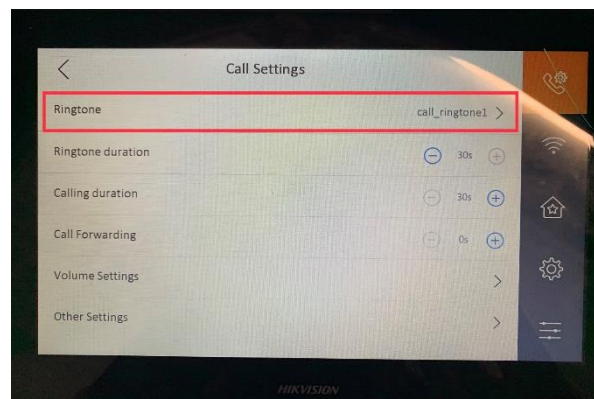 Call Settings
Ringtone call_ringtone1
Ringtone duration 30s
Calling duration 30s
Call Forwarding 0s
Volume Settings
Other Settings
HIKVISION